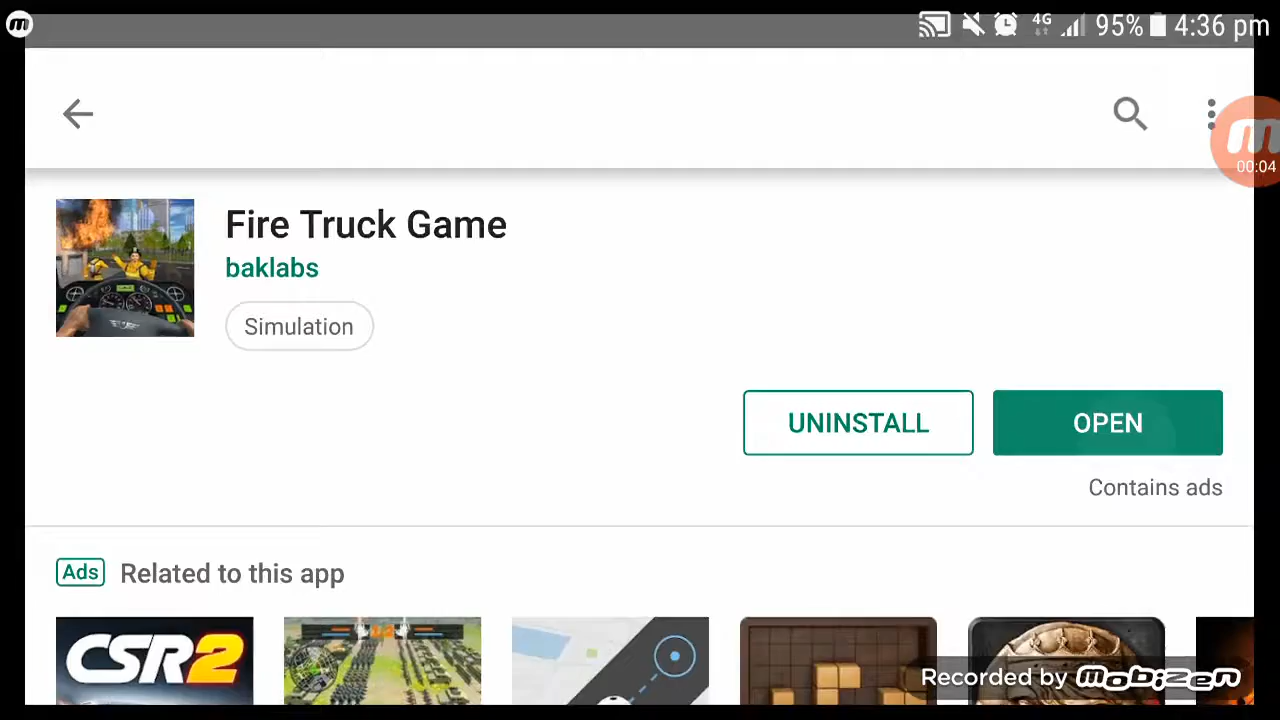 m 4G 95% 4:36 pm
00:04
Fire Truck Game
baklabs
Simulation
UNINSTALL OPEN
Contains ads
Ads Related to this app
CSR2
Recorded by mobizen